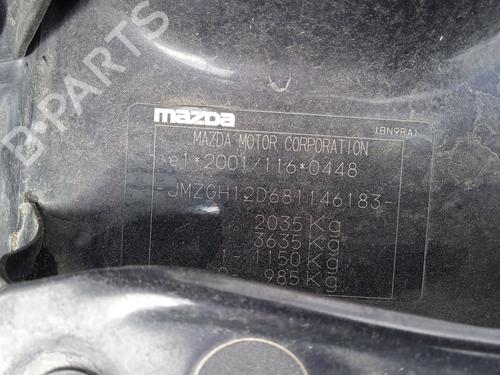 B-PARTS
mazda
(BN9RA)
MAZDA MOTOR CORPORATION
*e1*2001/116*0448
-JMZGH12D681146183-
2035 Kg
3635 Kg
1- 1150 Kg
985 Kg